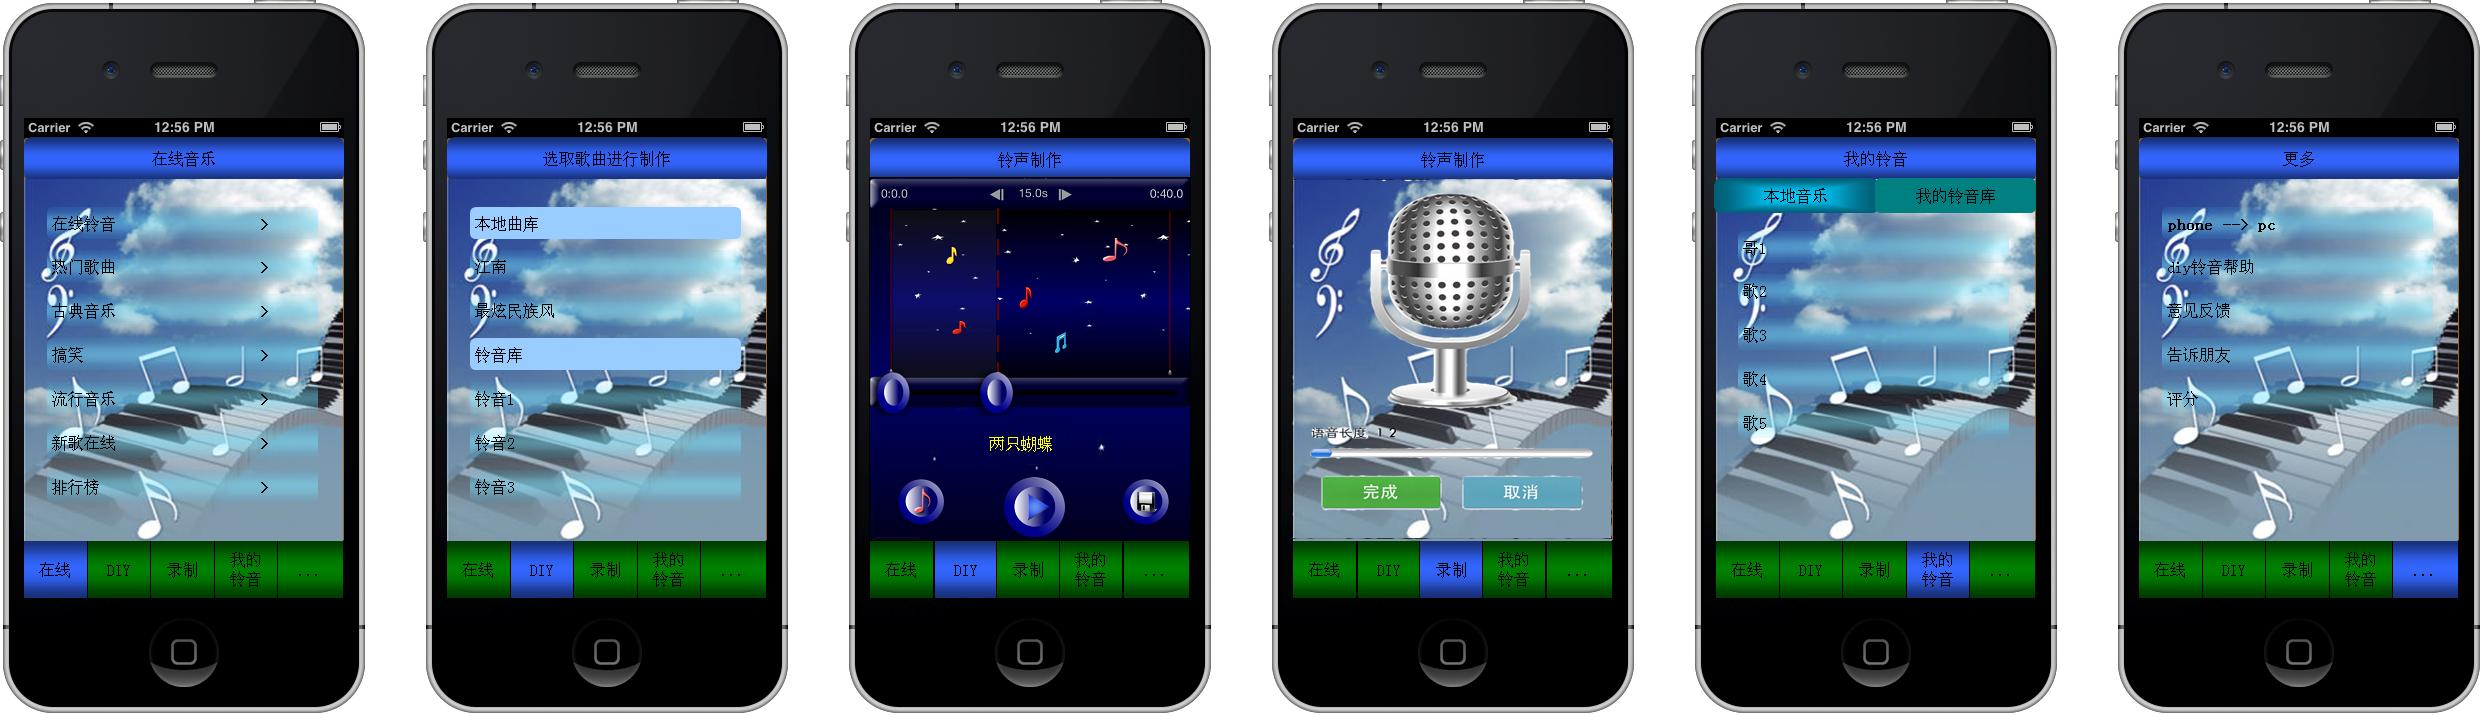 Carrier 12:56 PM
在线音乐
在线铃音 >
热门歌曲 >
古典音乐 >
搞笑 >
流行音乐 >
新歌在线 >
排行榜 >
在线 DIY 录制 我的 ...
铃音
Carrier 12:56 PM
选取歌曲进行制作
本地曲库
江南
最炫民族风
铃音库
铃音1
铃音2
铃音3
在线 DIY 录制 我的 ...
铃音
Carrier 12:56 PM
铃声制作
0:0.0 15.0s 0:40.0
两只蝴蝶
在线 DIY 录制 我的 ...
铃音
Carrier 12:56 PM
铃声制作
语音长度: 1 2
完成 取消
在线 DIY 录制 我的 ...
铃音
Carrier 12:56 PM
我的铃音
本地音乐 我的铃音库
哥1
歌2
歌3
歌4
歌5
在线 DIY 录制 我的 ...
铃音
Carrier 12:56 PM
更多
phone --> pc
diy铃音帮助
意见反馈
告诉朋友
评分
在线 DIY 录制 我的 ...
铃音